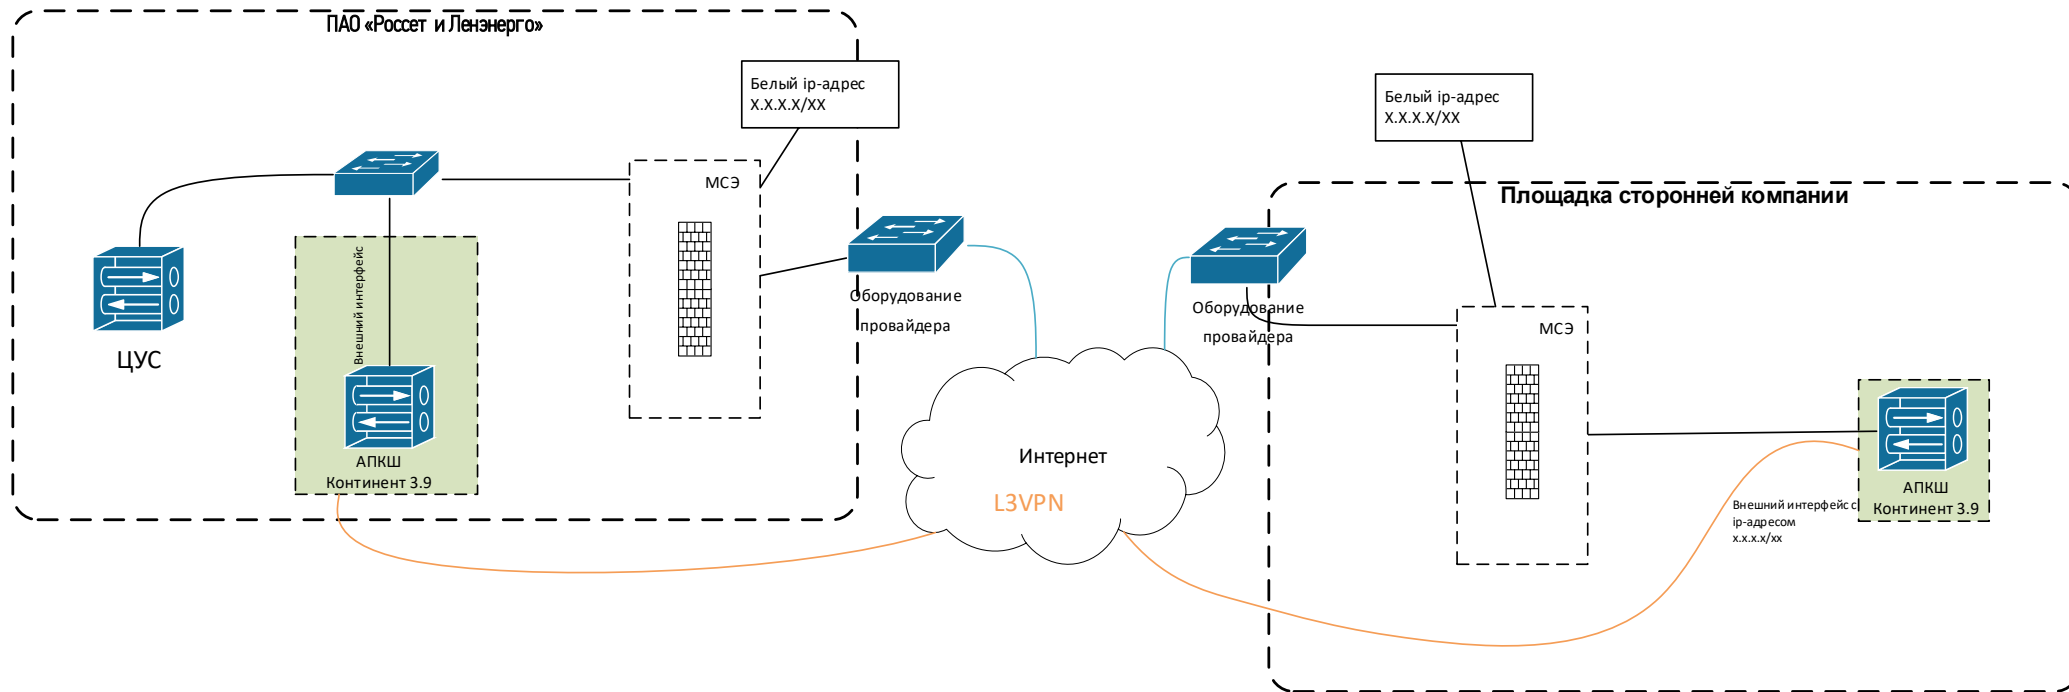 ПАО «Россет и Ленэнерго»
Белый ip-адрес
X.X.X.X/XX
МСЭ
Внешний интерфейс
ЦУС
АПКШ
Континент 3.9
Оборудование
провайдера
Интернет
L3VPN
Белый ip-адрес
X.X.X.X/XX
Площадка сторонней компании
Оборудование
провайдера
МСЭ
Внешний интерфейс с
ip-адресом
x.x.x.x/xx
АПКШ
Континент 3.9